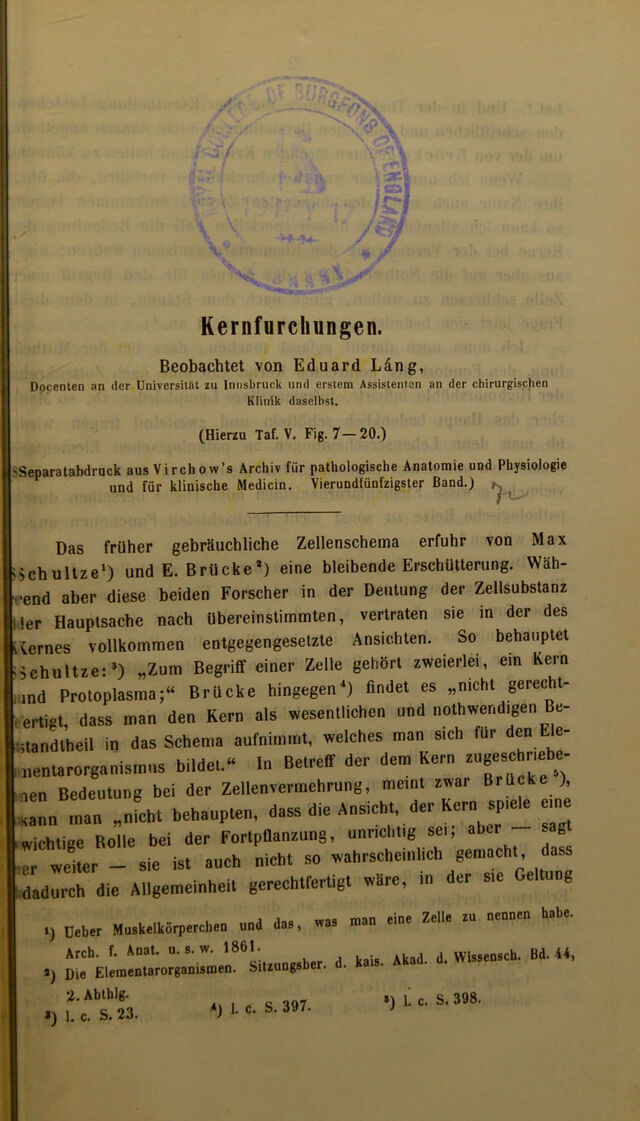 COLLEGE OF SURGEONS OF ENGLAND
Kernfurchungen.
Beobachtet von Eduard Láng,
Docenten an der Universität zu Innsbruck und erstem Assistenten an der chirurgischen
Klinik daselbst.
(Hierzu Taf. V. Fig. 7—20.)
(Separatabdruck aus Virchow's Archiv für pathologische Anatomie und Physiologie
und für klinische Medicin. Vierundfünfzigster Band.)
Das früher gebräuchliche Zellenschema erfuhr von Max
Schultze¹) und E. Brücke²) eine bleibende Erschütterung. Wäh-
rend aber diese beiden Forscher in der Deutung der Zellsubstanz
der Hauptsache nach übereinstimmten, vertraten sie in der des
Kernes vollkommen entgegengesetzte Ansichten. So behauptet
Schultze:³) „Zum Begriff einer Zelle gehört zweierlei, ein Kern
und Protoplasma;“ Brücke hingegen⁴) findet es „nicht gerecht-
fertigt, dass man den Kern als wesentlichen und nothwendigen Be-
standtheil in das Schema aufnimmt, welches man sich für den Ele-
mentarorganismus bildet.“ In Betreff der dem Kern zugeschriebe-
nen Bedeutung bei der Zellenvermehrung, meint zwar Brücke⁵),
kann man „nicht behaupten, dass die Ansicht, der Kern spiele eine
wichtige Rolle bei der Fortpflanzung, unrichtig sei; aber — sagt
er weiter — sie ist auch nicht so wahrscheinlich gemacht, dass
dadurch die Allgemeinheit gerechtfertigt wäre, in der sie Geltung
¹) Ueber Muskelkörperchen und das, was man eine Zelle zu nennen habe.
Arch. f. Anat. u. s. w. 1861.
²) Die Elementarorganismen. Sitzungsber. d. kais. Akad. d. Wissensch. Bd. 44,
2. Abthlg.
³) l. c. S. 23. ⁴) l. c. S. 397. ⁵) l. c. S. 398.